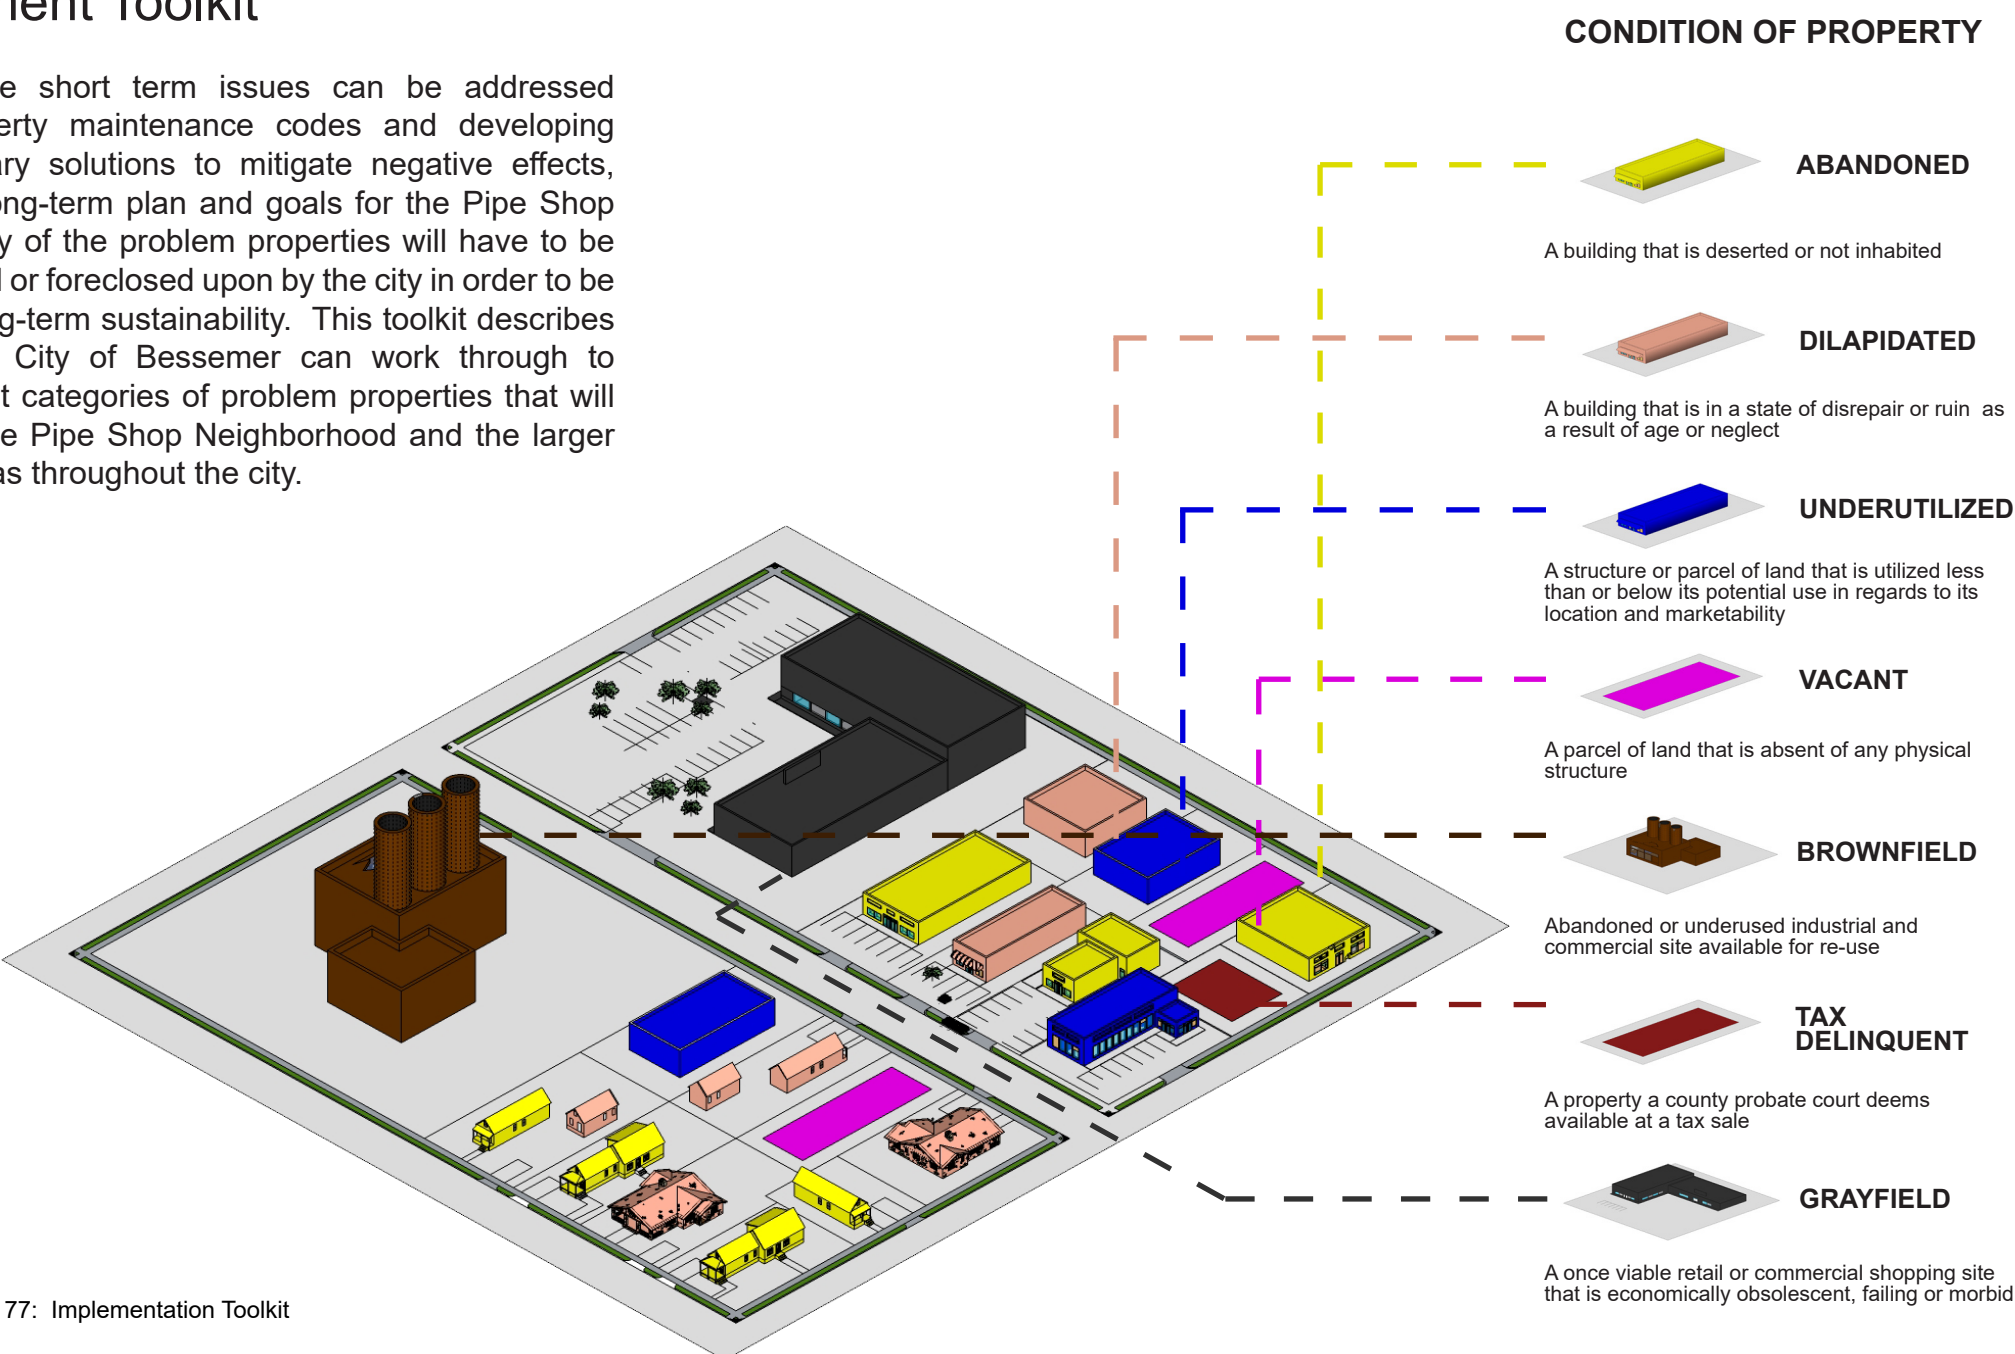 nent Toolkit
e short term issues can be addressed
erty maintenance codes and developing
ary solutions to mitigate negative effects,
ong-term plan and goals for the Pipe Shop
y of the problem properties will have to be
d or foreclosed upon by the city in order to be
g-term sustainability. This toolkit describes
City of Bessemer can work through to
t categories of problem properties that will
e Pipe Shop Neighborhood and the larger
as throughout the city.
CONDITION OF PROPERTY
ABANDONED
A building that is deserted or not inhabited
DILAPIDATED
A building that is in a state of disrepair or ruin as
a result of age or neglect
UNDERUTILIZED
A structure or parcel of land that is utilized less
than or below its potential use in regards to its
location and marketability
VACANT
A parcel of land that is absent of any physical
structure
BROWNFIELD
Abandoned or underused industrial and
commercial site available for re-use
TAX
DELINQUENT
A property a county probate court deems
available at a tax sale
GRAYFIELD
A once viable retail or commercial shopping site
that is economically obsolescent, failing or morbid
77: Implementation Toolkit